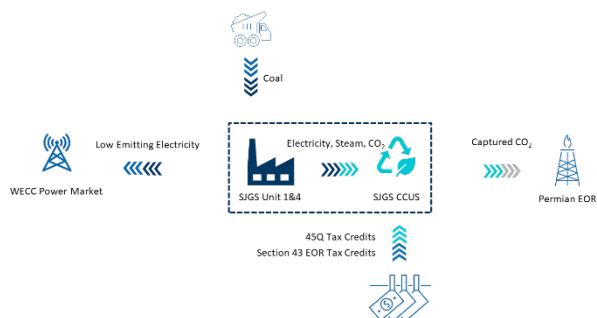 Coal
Low Emitting Electricity
Electricity, Steam, CO2
Captured CO2
WECC Power Market
SJGS Unit 1&4
SJGS CCUS
Permian EOR
45Q Tax Credits
Section 43 EOR Tax Credits
$